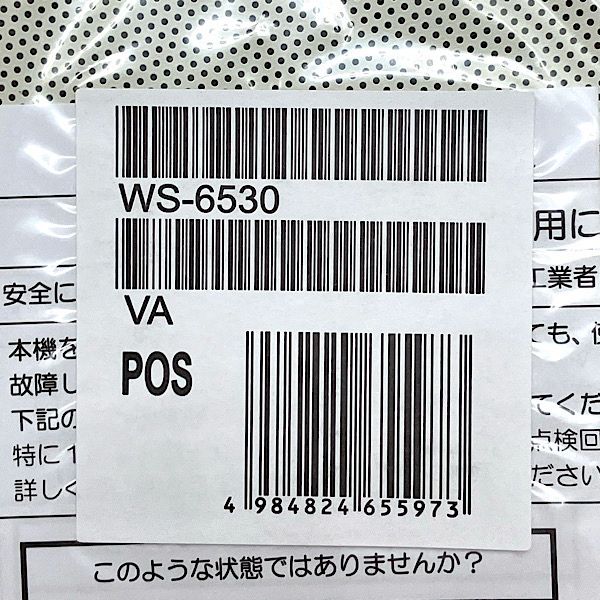 WS-6530
用に
工業者
安全に
VA
本機を
ても、使
故障し
POS
下記の
てくだ
特に1
点検回
詳しく
ださい
4 984824 655973
このような状態ではありませんか？